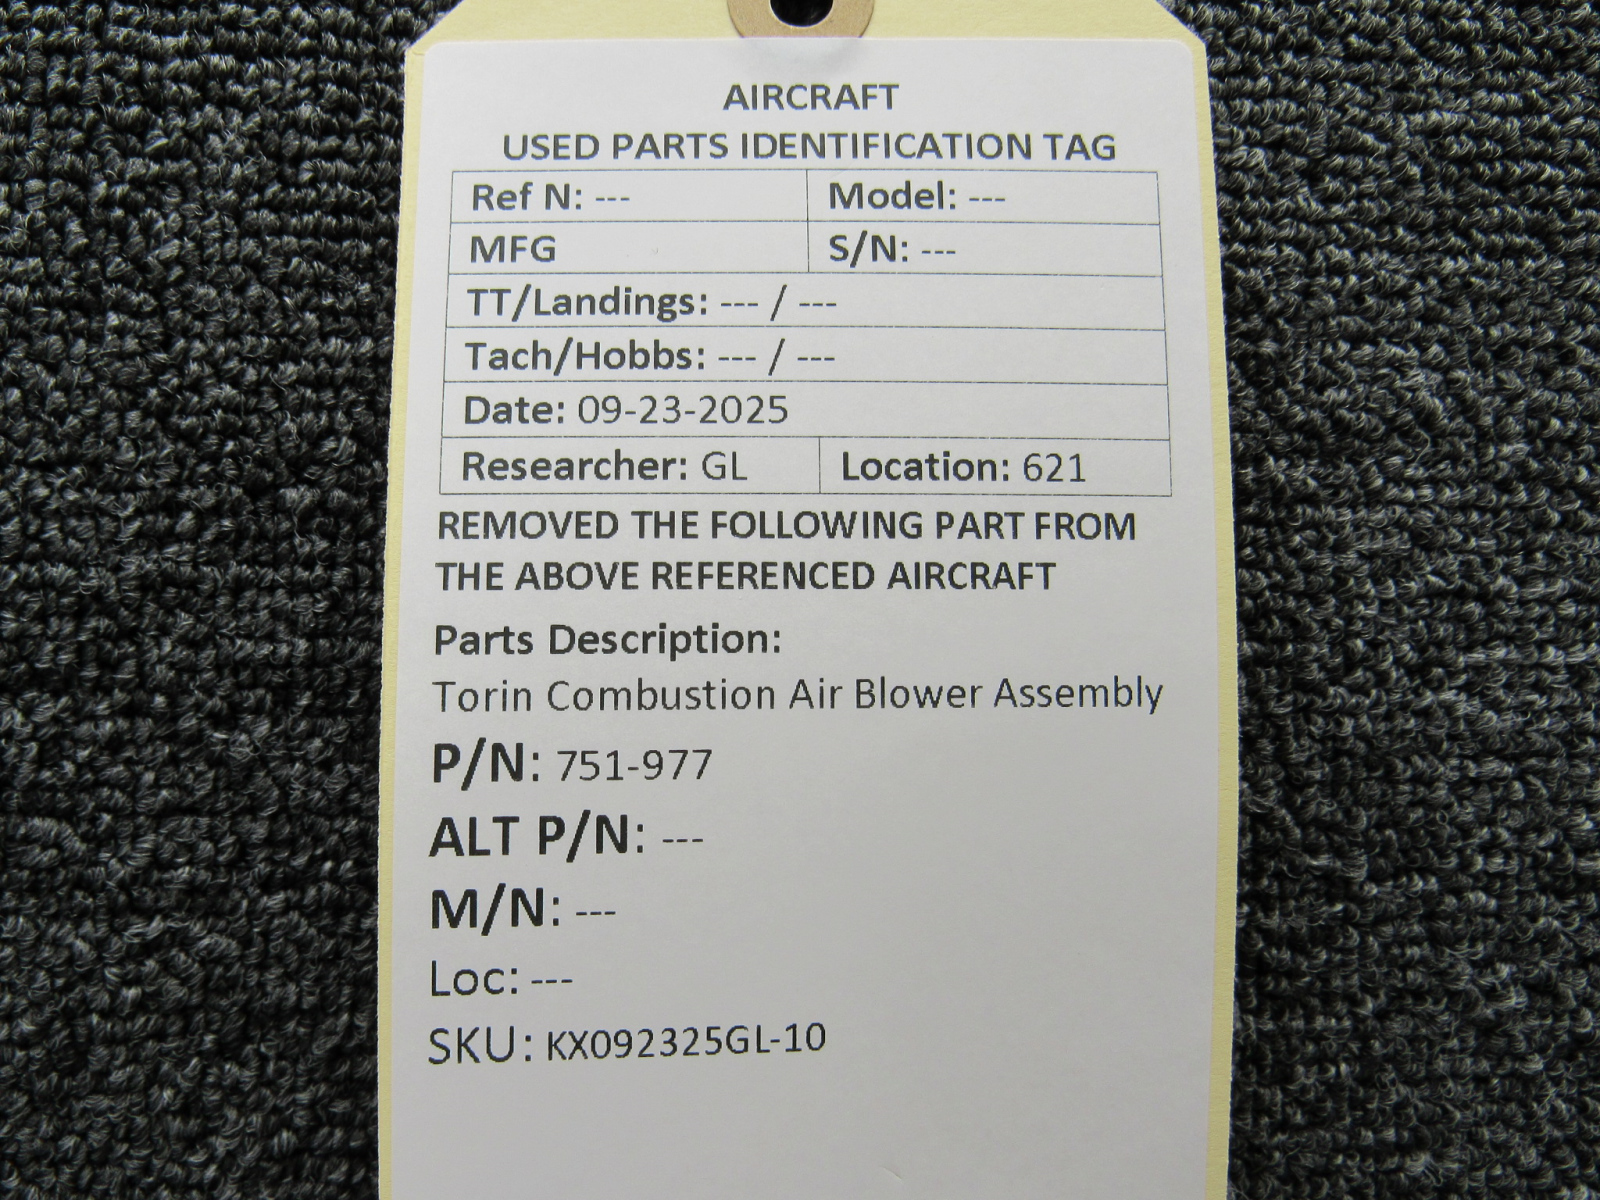 AIRCRAFT
USED PARTS IDENTIFICATION TAG
Ref N: --- Model: ---
MFG S/N: ---
TT/Landings: --- / ---
Tach/Hobbs: --- / ---
Date: 09-23-2025
Researcher: GL Location: 621
REMOVED THE FOLLOWING PART FROM
THE ABOVE REFERENCED AIRCRAFT
Parts Description:
Torin Combustion Air Blower Assembly
P/N: 751-977
ALT P/N: ---
M/N: ---
Loc: ---
SKU: KX092325GL-10